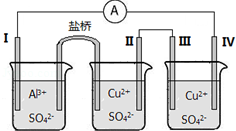 A
I 盐桥 II III IV
Al³⁺ Cu²⁺ Cu²⁺
SO₄²⁻ SO₄²⁻ SO₄²⁻